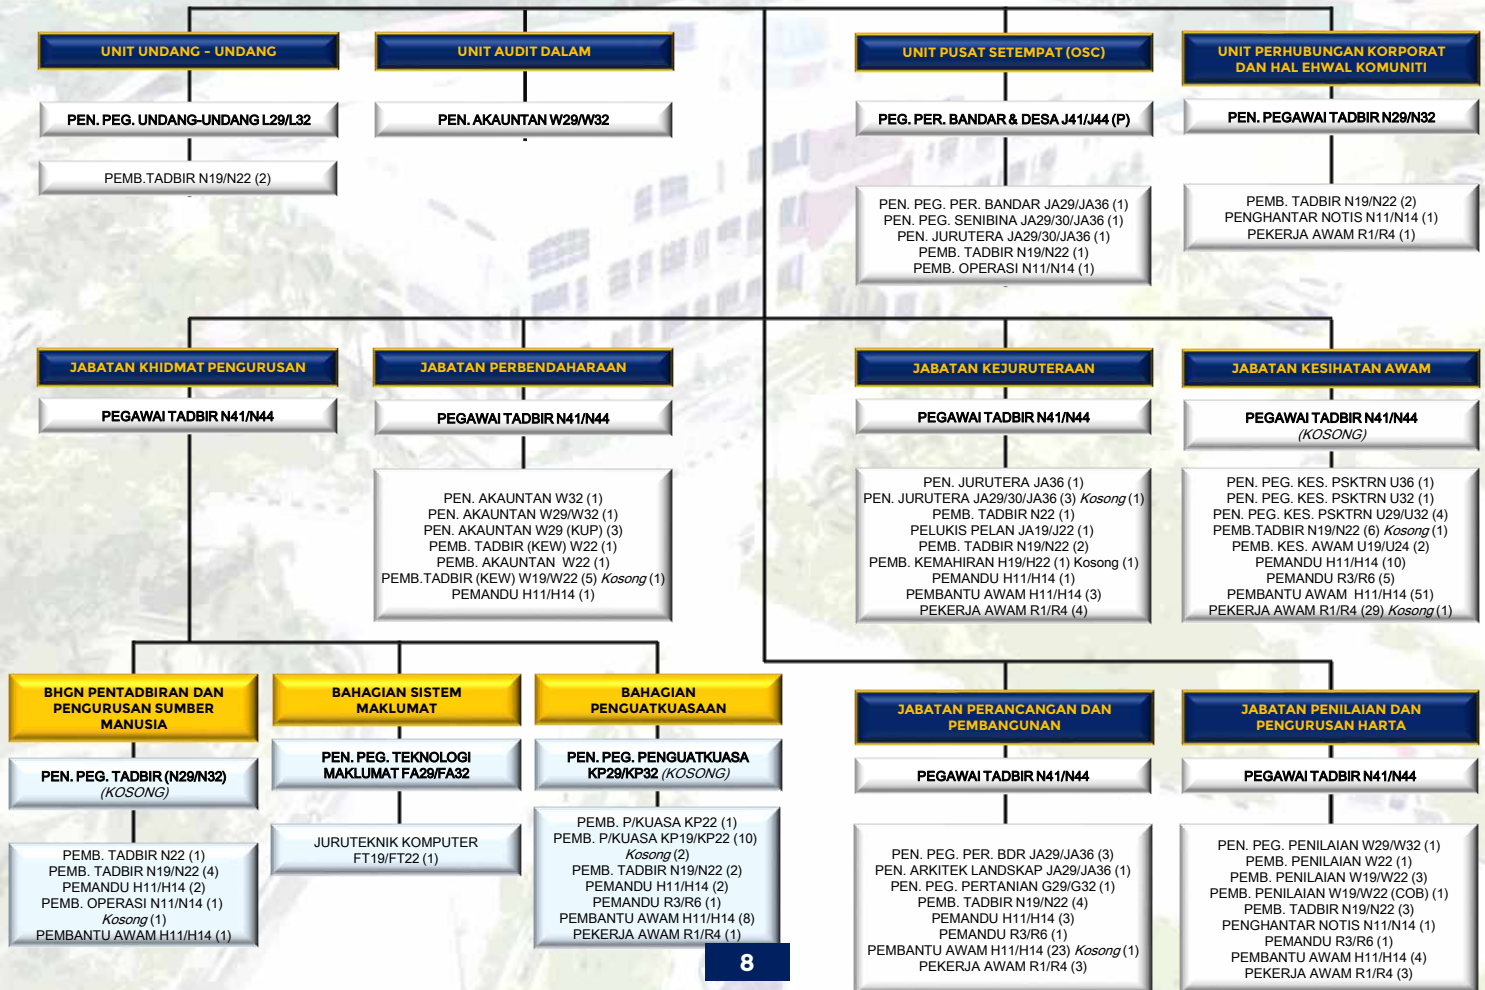 UNIT UNDANG - UNDANG
PEN. PEG. UNDANG-UNDANG L29/L32
PEMB.TADBIR N19/N22 (2)
UNIT AUDIT DALAM
PEN. AKAUNTAN W29/W32
UNIT PUSAT SETEMPAT (OSC)
PEG. PER. BANDAR & DESA J41/J44 (P)
PEN. PEG. PER. BANDAR JA29/JA36 (1)
PEN. PEG. SENIBINA JA29/30/JA36 (1)
PEN. JURUTERA JA29/30/JA36 (1)
PEMB. TADBIR N19/N22 (1)
PEMB. OPERASI N11/N14 (1)
UNIT PERHUBUNGAN KORPORAT
DAN HAL EHWAL KOMUNITI
PEN. PEGAWAI TADBIR N29/N32
PEMB. TADBIR N19/N22 (2)
PENGHANTAR NOTIS N11/N14 (1)
PEKERJA AWAM R1/R4 (1)
JABATAN KHIDMAT PENGURUSAN
PEGAWAI TADBIR N41/N44
JABATAN PERBENDAHARAAN
PEGAWAI TADBIR N41/N44
PEN. AKAUNTAN W32 (1)
PEN. AKAUNTAN W29/W32 (1)
PEN. AKAUNTAN W29 (KUP) (3)
PEMB. TADBIR (KEW) W22 (1)
PEMB. AKAUNTAN W22 (1)
PEMB.TADBIR (KEW) W19/W22 (5) Kosong (1)
PEMANDU H11/H14 (1)
JABATAN KEJURUTERAAN
PEGAWAI TADBIR N41/N44
PEN. JURUTERA JA36 (1)
PEN. JURUTERA JA29/30/JA36 (3) Kosong (1)
PEMB. TADBIR N22 (1)
PELUKIS PELAN JA19/J22 (1)
PEMB. TADBIR N19/N22 (2)
PEMB. KEMAHIRAN H19/H22 (1) Kosong (1)
PEMANDU H11/H14 (1)
PEMBANTU AWAM H11/H14 (3)
PEKERJA AWAM R1/R4 (4)
JABATAN KESIHATAN AWAM
PEGAWAI TADBIR N41/N44
(KOSONG)
PEN. PEG. KES. PSKTRN U36 (1)
PEN. PEG. KES. PSKTRN U32 (1)
PEN. PEG. KES. PSKTRN U29/U32 (4)
PEMB.TADBIR N19/N22 (6) Kosong (1)
PEMB. KES. AWAM U19/U24 (2)
PEMANDU H11/H14 (10)
PEMANDU R3/R6 (5)
PEMBANTU AWAM H11/H14 (51)
PEKERJA AWAM R1/R4 (29) Kosong (1)
BHGN PENTADBIRAN DAN
PENGURUSAN SUMBER
MANUSIA
PEN. PEG. TADBIR (N29/N32)
(KOSONG)
PEMB. TADBIR N22 (1)
PEMB. TADBIR N19/N22 (4)
PEMANDU H11/H14 (2)
PEMB. OPERASI N11/N14 (1)
Kosong (1)
PEMBANTU AWAM H11/H14 (1)
BAHAGIAN SISTEM
MAKLUMAT
PEN. PEG. TEKNOLOGI
MAKLUMAT FA29/FA32
JURUTEKNIK KOMPUTER
FT19/FT22 (1)
BAHAGIAN
PENGUATKUASAAN
PEN. PEG. PENGUATKUASA
KP29/KP32 (KOSONG)
PEMB. P/KUASA KP22 (1)
PEMB. P/KUASA KP19/KP22 (10)
Kosong (2)
PEMB. TADBIR N19/N22 (2)
PEMANDU H11/H14 (2)
PEMANDU R3/R6 (1)
PEMBANTU AWAM H11/H14 (8)
PEKERJA AWAM R1/R4 (1)
JABATAN PERANCANGAN DAN
PEMBANGUNAN
PEGAWAI TADBIR N41/N44
PEN. PEG. PER. BDR JA29/JA36 (3)
PEN. ARKITEK LANDSKAP JA29/JA36 (1)
PEN. PEG. PERTANIAN G29/G32 (1)
PEMB. TADBIR N19/N22 (4)
PEMANDU H11/H14 (3)
PEMANDU R3/R6 (1)
PEMBANTU AWAM H11/H14 (23) Kosong (1)
PEKERJA AWAM R1/R4 (3)
JABATAN PENILAIAN DAN
PENGURUSAN HARTA
PEGAWAI TADBIR N41/N44
PEN. PEG. PENILAIAN W29/W32 (1)
PEMB. PENILAIAN W22 (1)
PEMB. PENILAIAN W19/W22 (3)
PEMB. PENILAIAN W19/W22 (COB) (1)
PEMB. TADBIR N19/N22 (3)
PENGHANTAR NOTIS N11/N14 (1)
PEMANDU R3/R6 (1)
PEMBANTU AWAM H11/H14 (4)
PEKERJA AWAM R1/R4 (3)
8